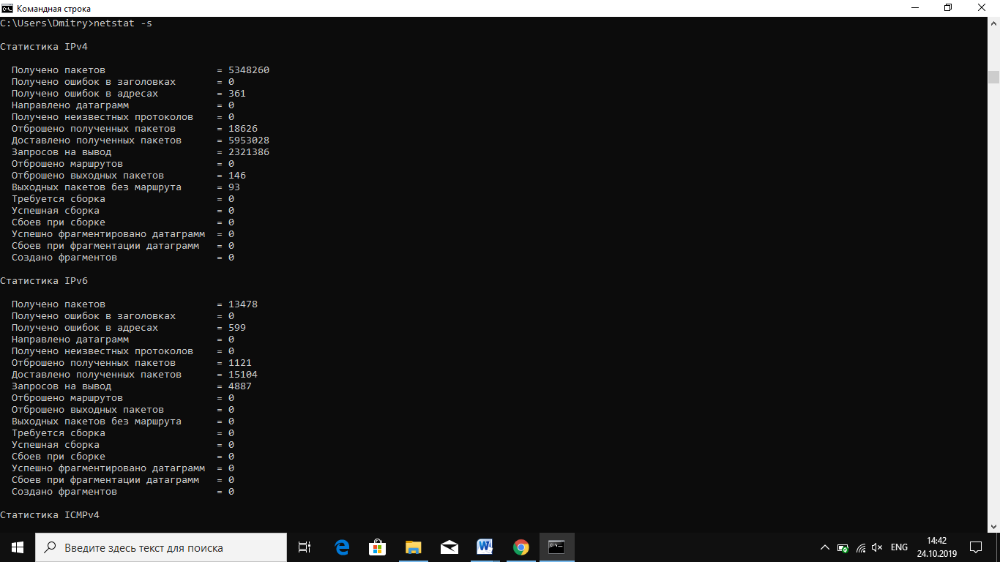 Командная строка
C:\Users\Dmitry>netstat -s
Статистика IPv4
Получено пакетов = 5348260
Получено ошибок в заголовках = 0
Получено ошибок в адресах = 361
Направлено датаграмм = 0
Получено неизвестных протоколов = 0
Отброшено полученных пакетов = 18626
Доставлено полученных пакетов = 5953028
Запросов на вывод = 2321386
Отброшено маршрутов = 0
Отброшено выходных пакетов = 146
Выходных пакетов без маршрута = 93
Требуется сборка = 0
Успешная сборка = 0
Сбоев при сборке = 0
Успешно фрагментировано датаграмм = 0
Сбоев при фрагментации датаграмм = 0
Создано фрагментов = 0
Статистика IPv6
Получено пакетов = 13478
Получено ошибок в заголовках = 0
Получено ошибок в адресах = 599
Направлено датаграмм = 0
Получено неизвестных протоколов = 0
Отброшено полученных пакетов = 1121
Доставлено полученных пакетов = 15104
Запросов на вывод = 4887
Отброшено маршрутов = 0
Отброшено выходных пакетов = 0
Выходных пакетов без маршрута = 0
Требуется сборка = 0
Успешная сборка = 0
Сбоев при сборке = 0
Успешно фрагментировано датаграмм = 0
Сбоев при фрагментации датаграмм = 0
Создано фрагментов = 0
Статистика ICMPv4
Введите здесь текст для поиска
ENG
14:42
24.10.2019